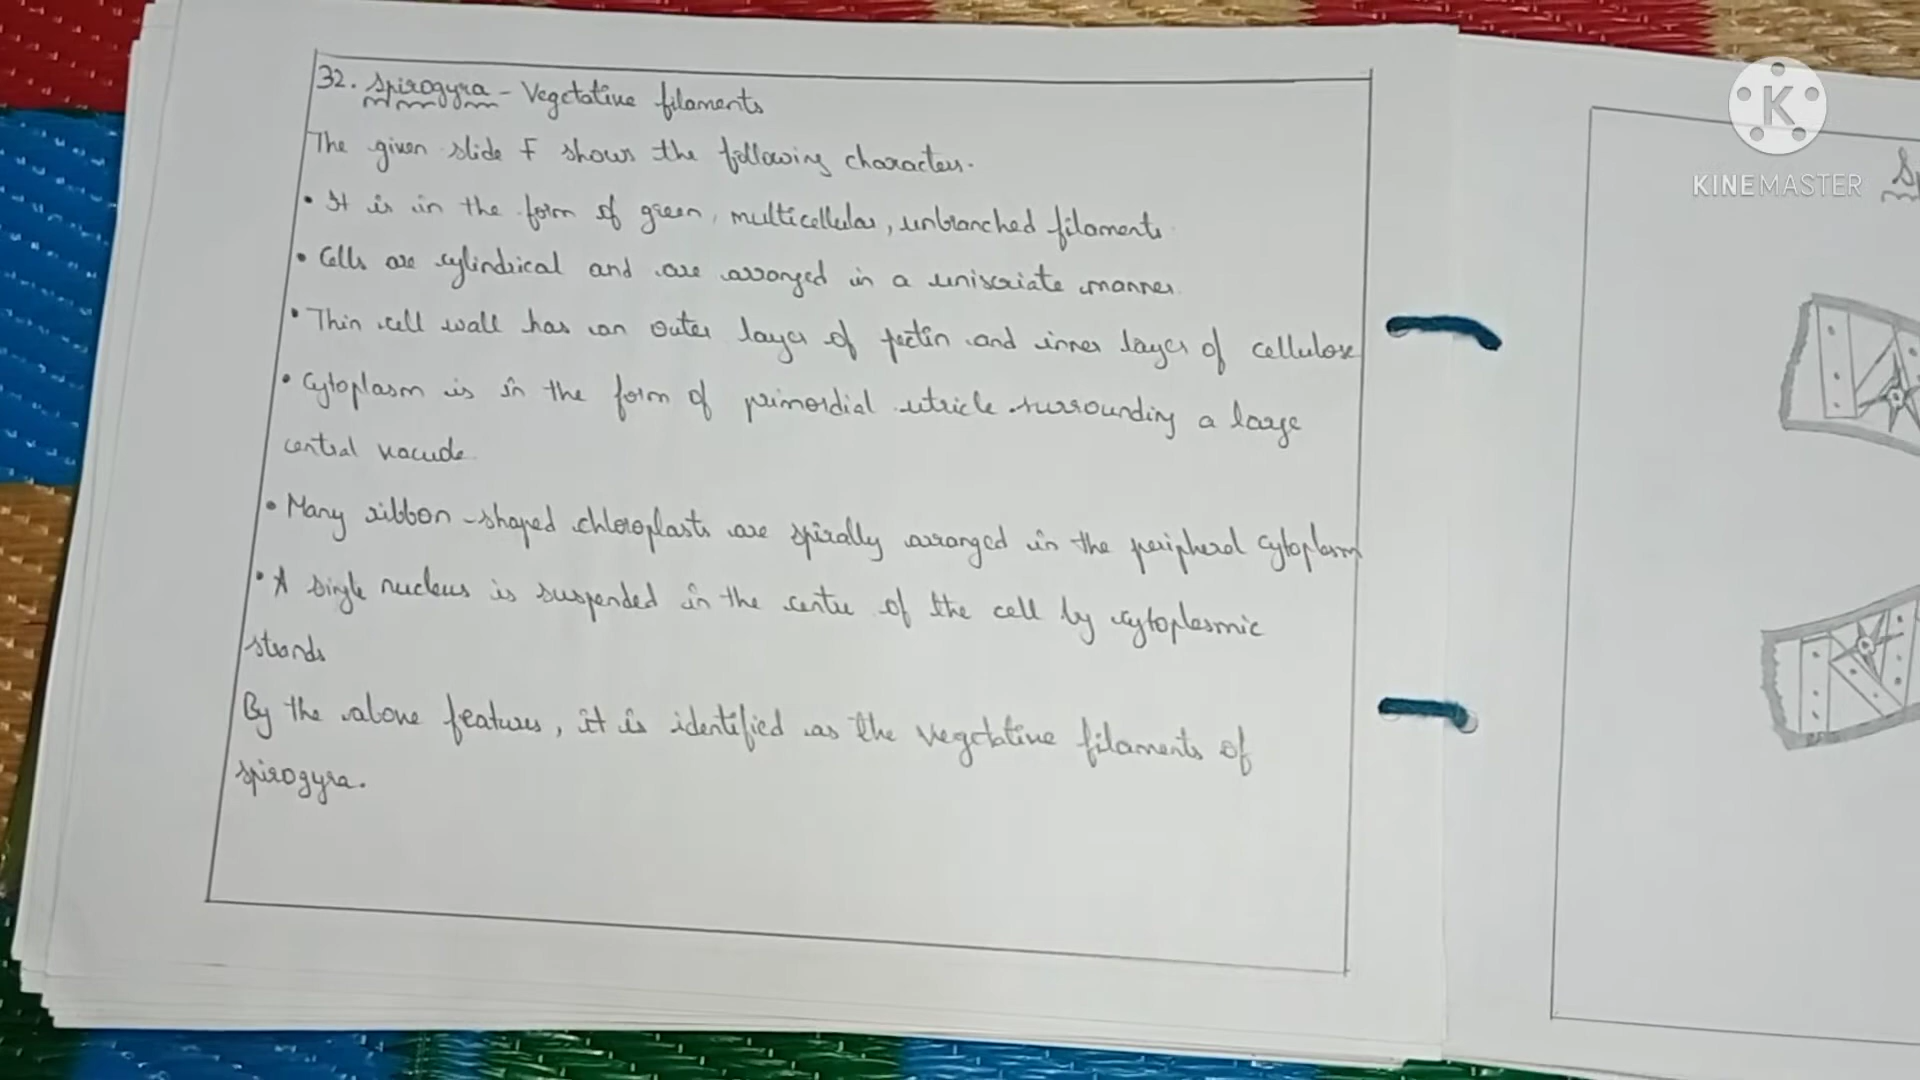 32. Spirogyra - Vegetative filaments
The given slide F shows the following characters.
• It is in the form of green, multicellular, unbranched filaments
• Cells are cylindrical and are arranged in a uniseriate manner.
• Thin cell wall has an outer layer of pectin and inner layer of cellulose
• Cytoplasm is in the form of primordial utricle surrounding a large
central vacuole.
• Many ribbon-shaped chloroplasts are spirally arranged in the peripheral cytoplasm
• A single nucleus is suspended in the centre of the cell by cytoplasmic
strands
By the above features, it is identified as the vegetative filaments of
spirogyra.
K
KINEMASTER
Sp